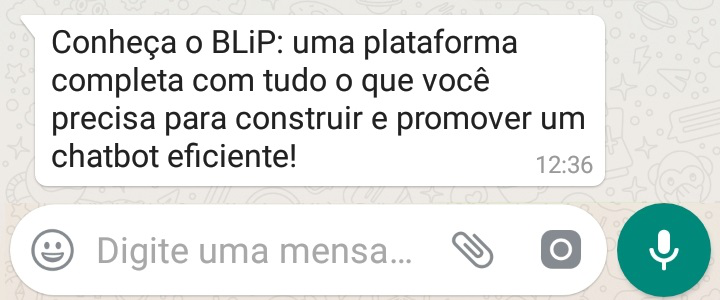 Conheça o BLiP: uma plataforma
completa com tudo o que você
precisa para construir e promover um
chatbot eficiente!
12:36
Digite uma mensa...